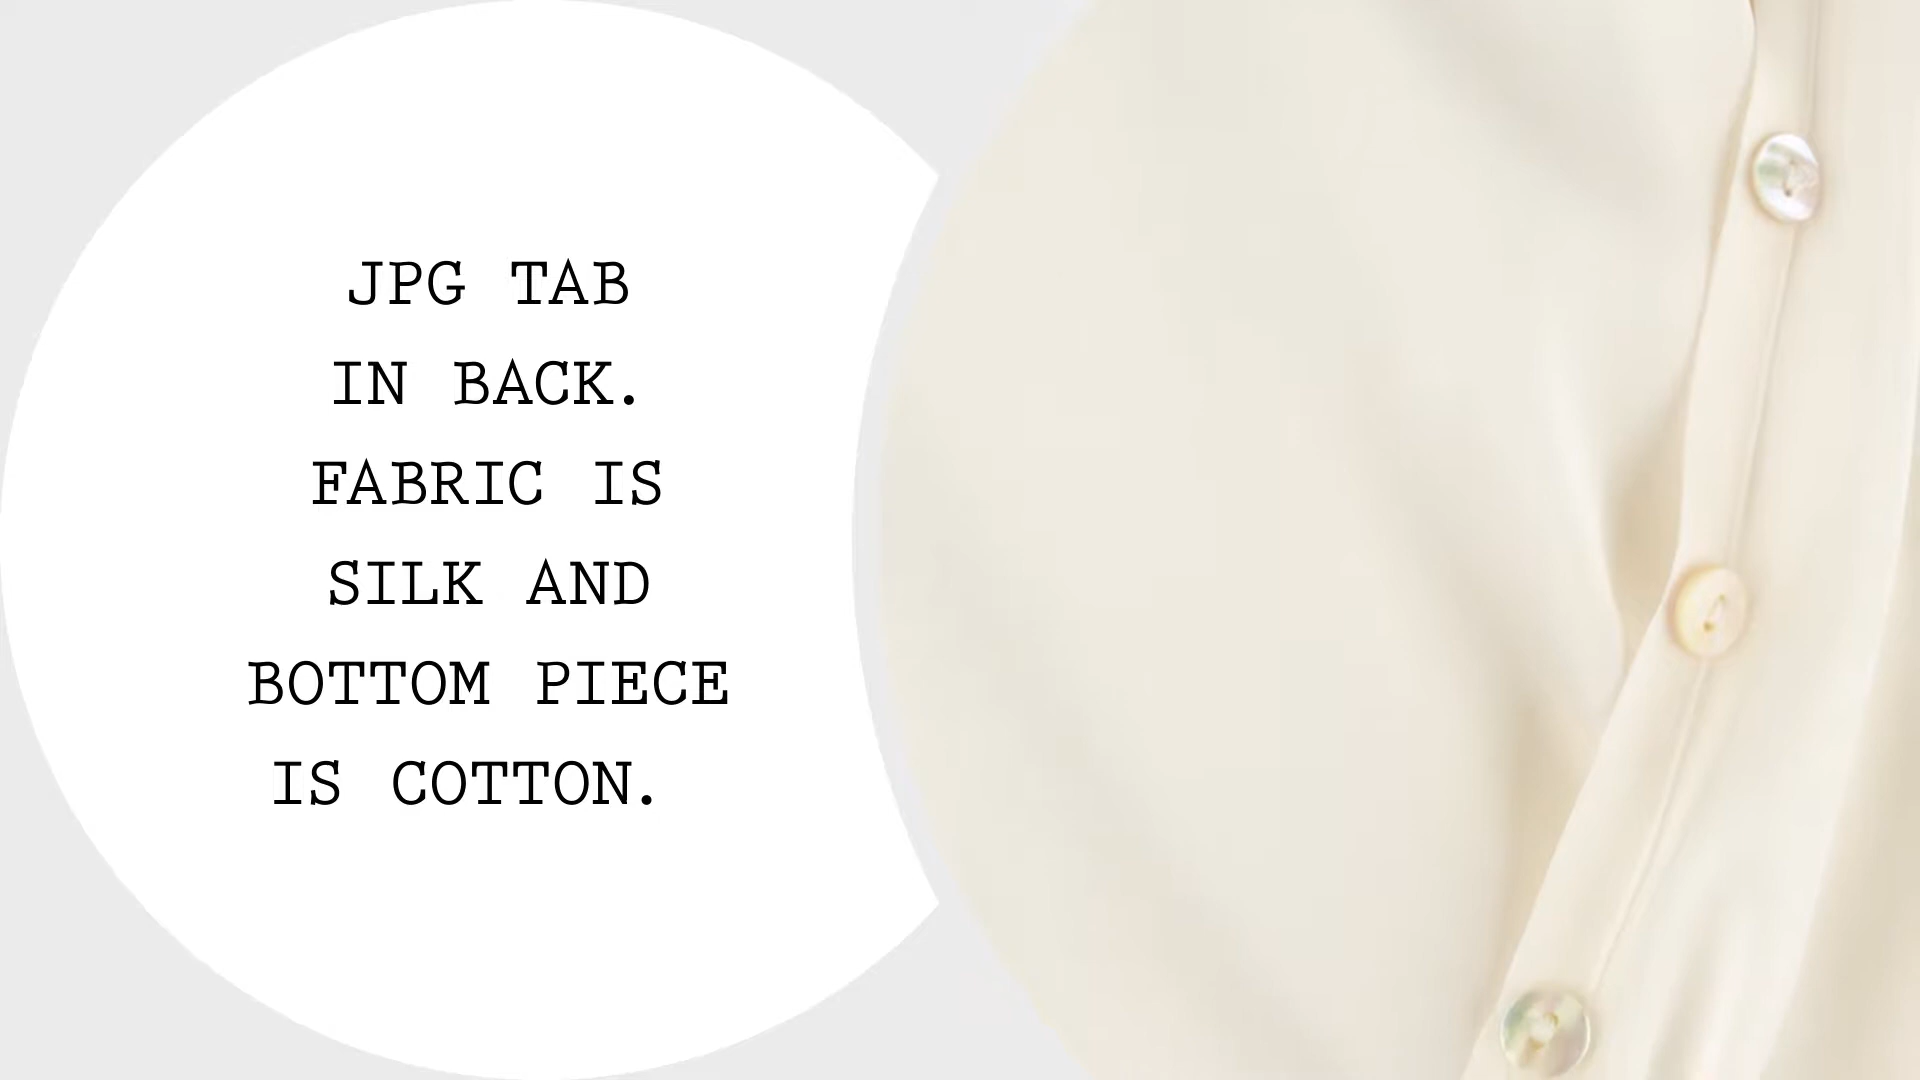 JPG TAB
IN BACK.
FABRIC IS
SILK AND
BOTTOM PIECE
IS COTTON.